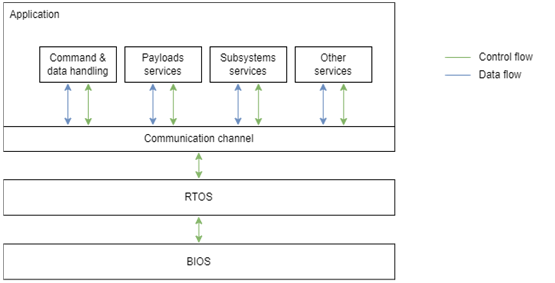 Application
Command &
data handling
Payloads
services
Subsystems
services
Other
services
Control flow
Data flow
Communication channel
RTOS
BIOS